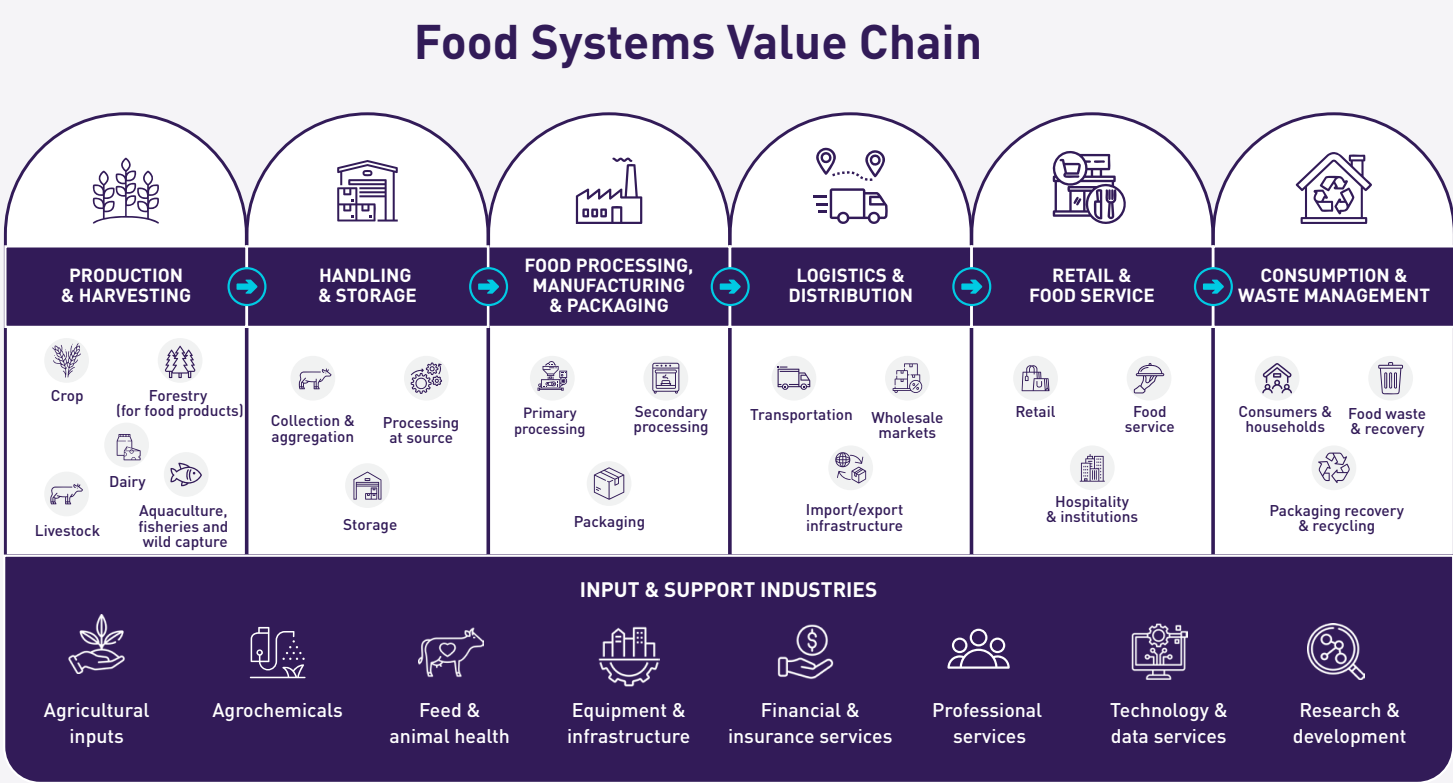 Food Systems Value Chain
PRODUCTION
& HARVESTING
HANDLING
& STORAGE
FOOD PROCESSING,
MANUFACTURING
& PACKAGING
LOGISTICS &
DISTRIBUTION
RETAIL &
FOOD SERVICE
CONSUMPTION &
WASTE MANAGEMENT
Crop
Forestry
(for food products)
Dairy
Livestock
Aquaculture,
fisheries and
wild capture
Collection &
aggregation
Processing
at source
Storage
Primary
processing
Secondary
processing
Packaging
Transportation
Wholesale
markets
Import/export
infrastructure
Retail
Food
service
Hospitality
& institutions
Consumers &
households
Food waste
& recovery
Packaging recovery
& recycling
INPUT & SUPPORT INDUSTRIES
Agricultural
inputs
Agrochemicals
Feed &
animal health
Equipment &
infrastructure
Financial &
insurance services
Professional
services
Technology &
data services
Research &
development